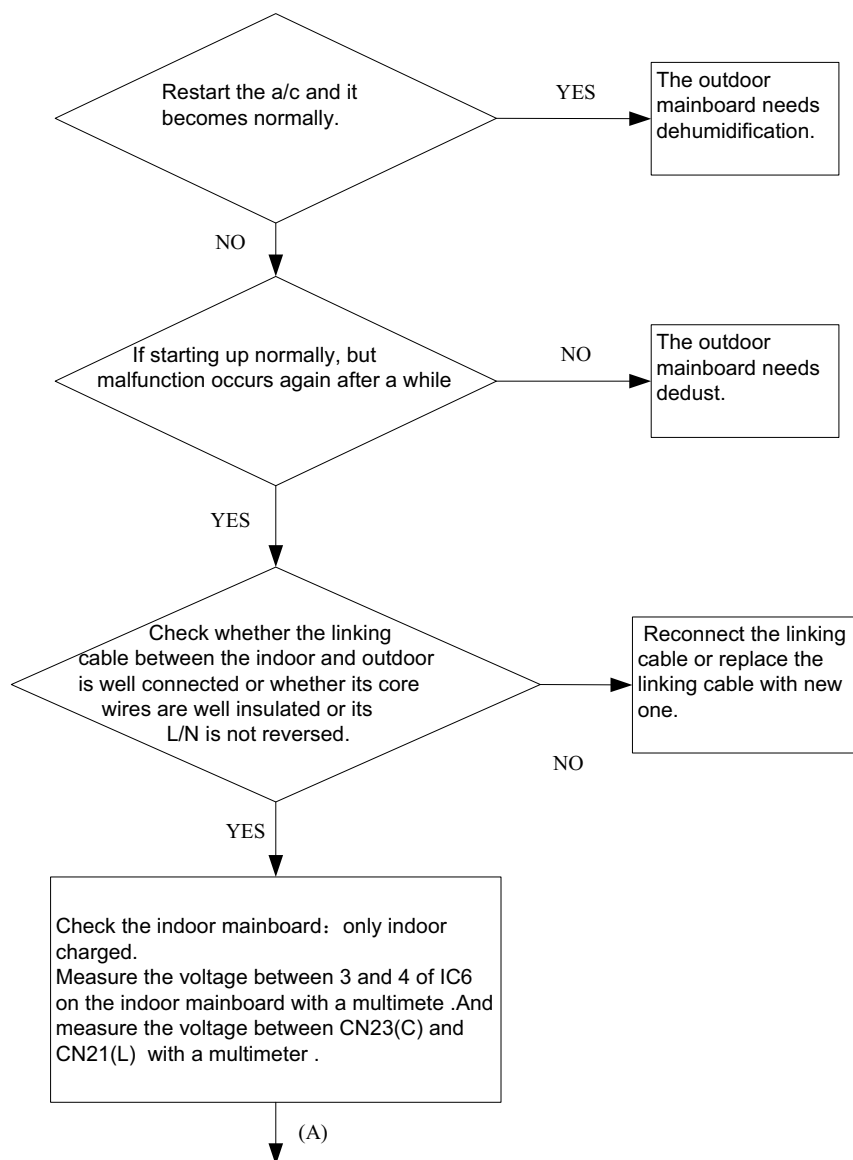 Restart the a/c and it
becomes normally.
YES
The outdoor
mainboard needs
dehumidification.
NO
If starting up normally, but
malfunction occurs again after a while
NO
The outdoor
mainboard needs
dedust.
YES
Check whether the linking
cable between the indoor and outdoor
is well connected or whether its core
wires are well insulated or its
L/N is not reversed.
NO
Reconnect the linking
cable or replace the
linking cable with new
one.
YES
Check the indoor mainboard：only indoor
charged.
Measure the voltage between 3 and 4 of IC6
on the indoor mainboard with a multimete .And
measure the voltage between CN23(C) and
CN21(L) with a multimeter .
(A)